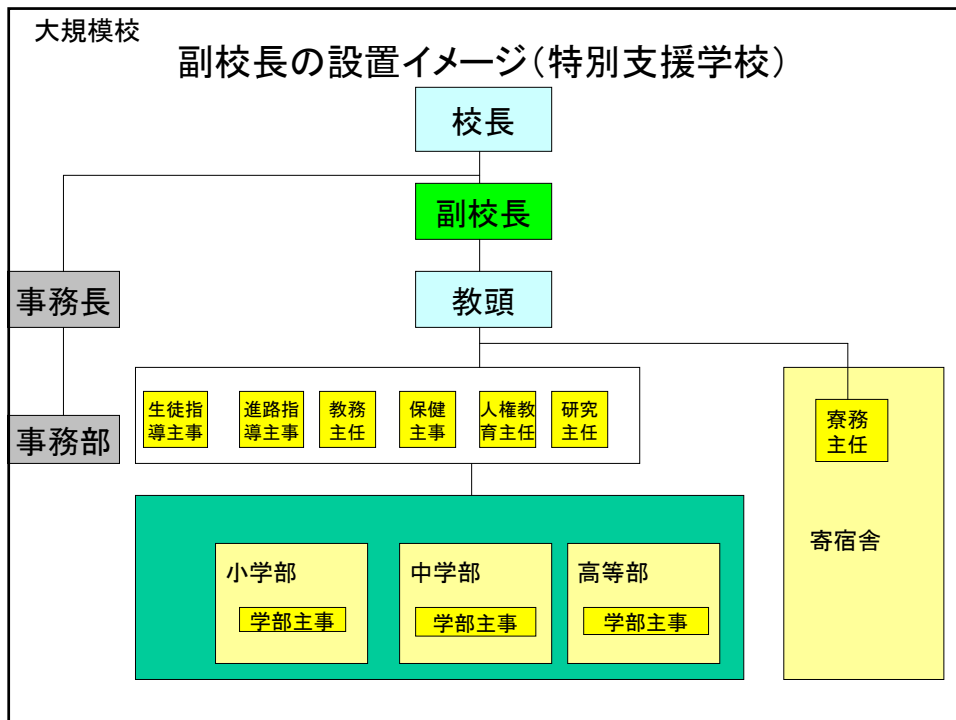 大規模校
副校長の設置イメージ（特別支援学校）
校長
副校長
事務長
教頭
生徒指
導主事
進路指
導主事
教務
主任
保健
主事
人権教
育主任
研究
主任
寮務
主任
事務部
寄宿舎
小学部
中学部
高等部
学部主事
学部主事
学部主事